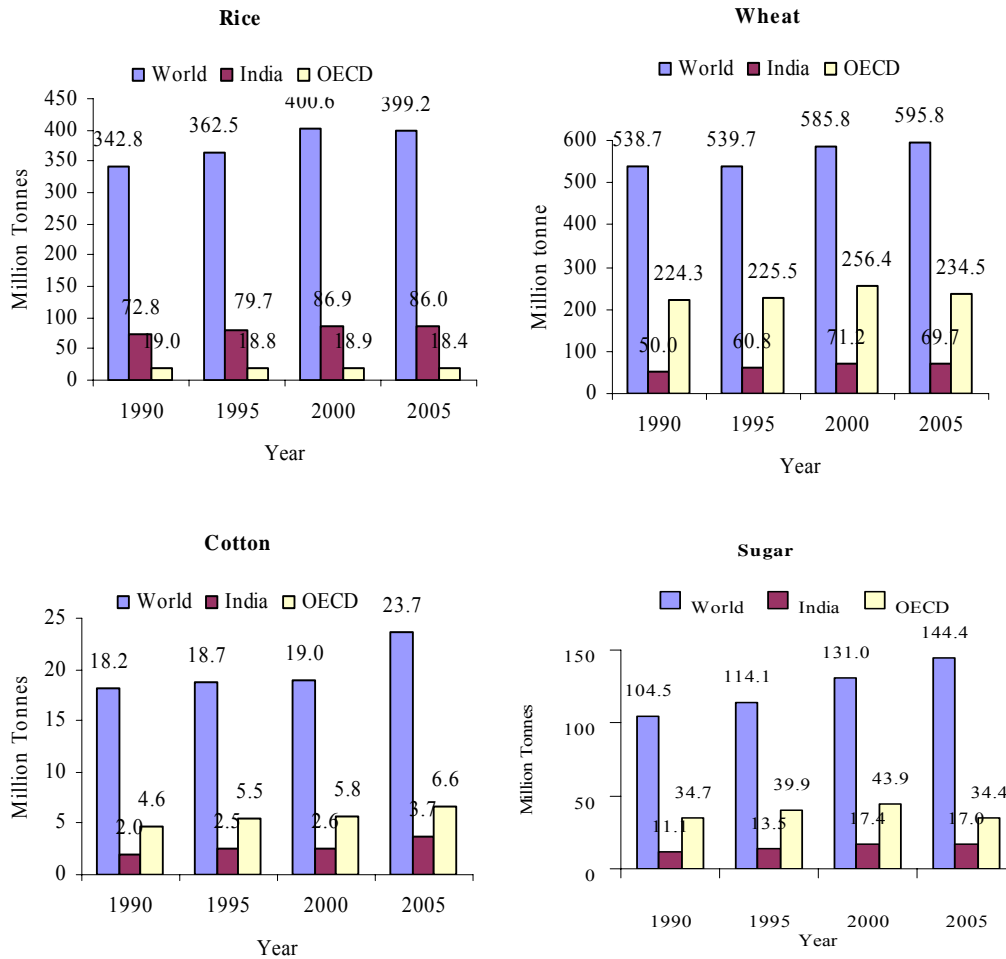 Rice
World India OECD
Million Tonnes
450
400
350
300
250
200
150
100
50
0
342.8 362.5 400.6 399.2
72.8 79.7 86.9 86.0
19.0 18.8 18.9 18.4
1990 1995 2000 2005
Year
Wheat
World India OECD
Million tonne
600
500
400
300
200
100
0
538.7 539.7 585.8 595.8
224.3 225.5 256.4 234.5
50.0 60.8 71.2 69.7
1990 1995 2000 2005
Year
Cotton
World India OECD
Million Tonnes
25
20
15
10
5
0
18.2 18.7 19.0 23.7
4.6 5.5 5.8 6.6
2.0 2.5 2.6 3.7
1990 1995 2000 2005
Year
Sugar
World India OECD
Million Tonnes
150
100
50
0
104.5 114.1 131.0 144.4
34.7 39.9 43.9 34.4
11.1 13.5 17.4 17.0
1990 1995 2000 2005
Year